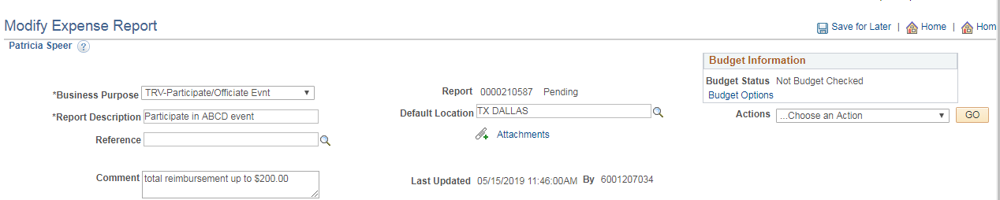 Modify Expense Report
Save for Later | Home | Hom
Patricia Speer ?
Budget Information
Budget Status Not Budget Checked
Budget Options
*Business Purpose TRV-Participate/Officiate Evnt
Report 0000210587 Pending
*Report Description Participate in ABCD event
Default Location TX DALLAS
Actions ...Choose an Action GO
Reference
Attachments
Comment total reimbursement up to $200.00
Last Updated 05/15/2019 11:46:00AM By 6001207034